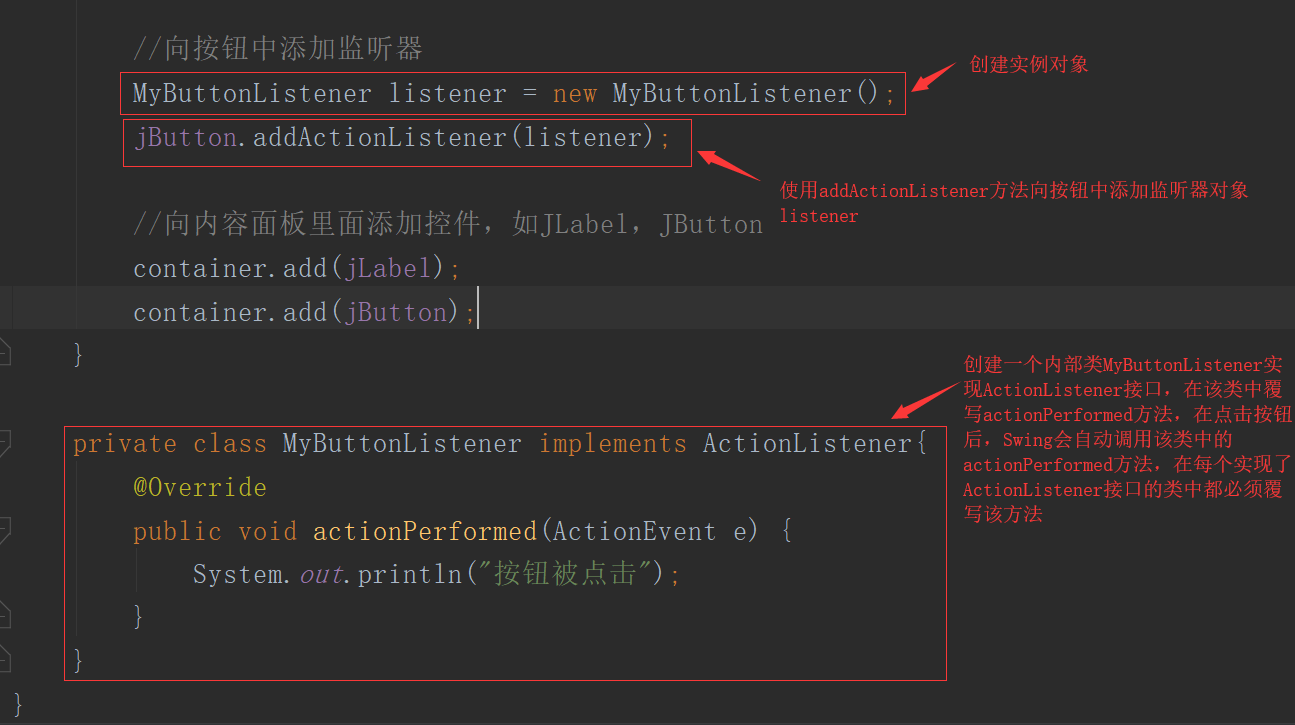 //向按钮中添加监听器
创建实例对象
MyButtonListener listener = new MyButtonListener();
jButton.addActionListener(listener);
使用addActionListener方法向按钮中添加监听器对象
listener
//向内容面板里面添加控件，如JLabel，JButton
container.add(jLabel);
container.add(jButton);
}
创建一个内部类MyButtonListener实
现ActionListener接口，在该类中覆
写actionPerformed方法，在点击按钮
后，Swing会自动调用该类中的
actionPerformed方法，在每个实现了
ActionListener接口的类中都必须覆
写该方法
private class MyButtonListener implements ActionListener{
@Override
public void actionPerformed(ActionEvent e) {
System.out.println("按钮被点击");
}
}
}